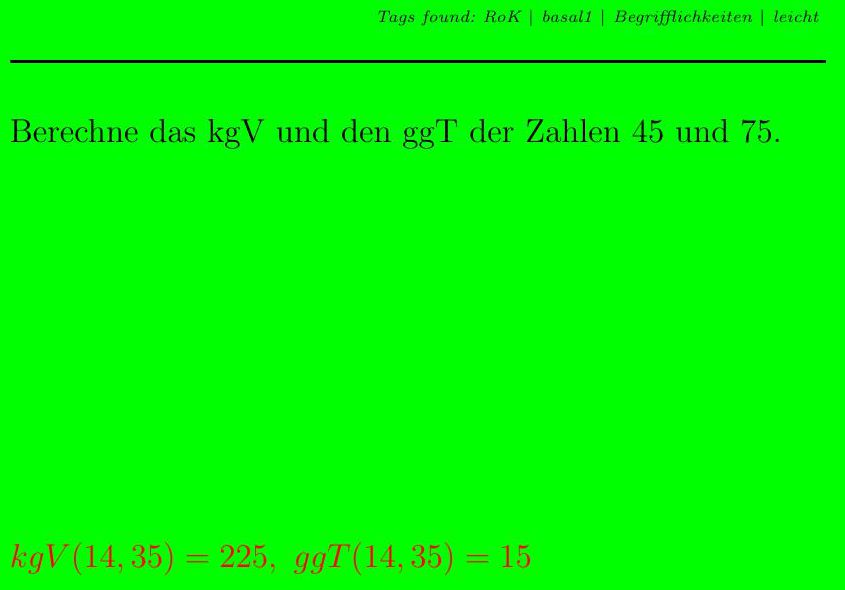 Tags found: RoK | basal1 | Begrifflichkeiten | leicht
Berechne das kgV und den ggT der Zahlen 45 und 75.
kgV(14, 35) = 225, ggT(14, 35) = 15